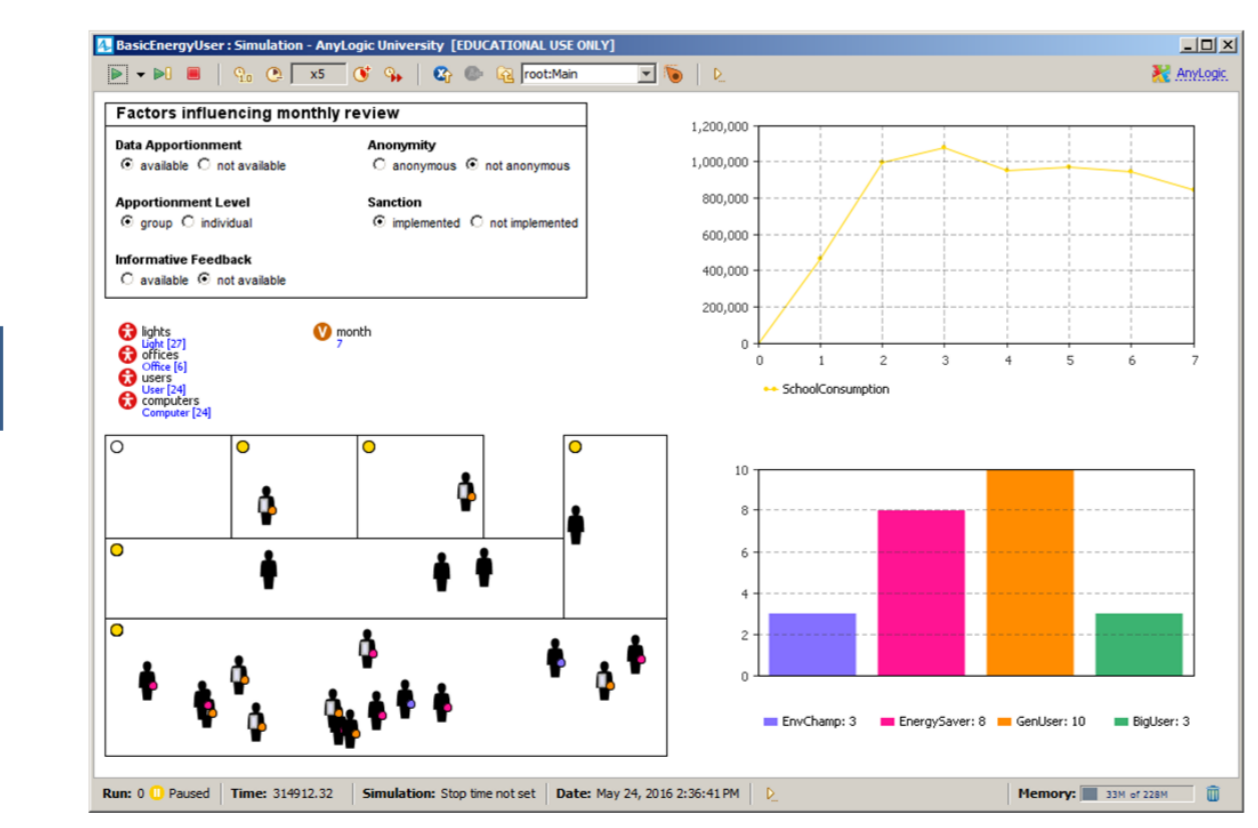 BasicEnergyUser : Simulation - AnyLogic University [EDUCATIONAL USE ONLY]
x5
root:Main
AnyLogic
Factors influencing monthly review
Data Apportionment
available not available
Anonymity
anonymous not anonymous
Apportionment Level
group individual
Sanction
implemented not implemented
Informative Feedback
available not available
lights
Light [27]
offices
Office [6]
users
User [24]
computers
Computer [24]
V month
7
1,200,000
1,000,000
800,000
600,000
400,000
200,000
0
0 1 2 3 4 5 6 7
SchoolConsumption
10
8
6
4
2
0
EnvChamp: 3 EnergySaver: 8 GenUser: 10 BigUser: 3
Run: 0 Paused Time: 314912.32 Simulation: Stop time not set Date: May 24, 2016 2:36:41 PM Memory: 33M of 228M